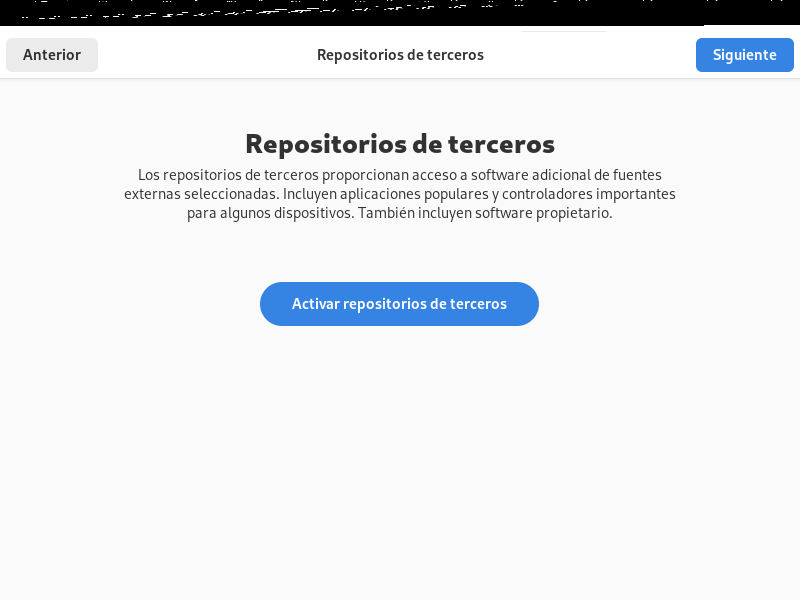 Anterior
Repositorios de terceros
Siguiente
Repositorios de terceros
Los repositorios de terceros proporcionan acceso a software adicional de fuentes
externas seleccionadas. Incluyen aplicaciones populares y controladores importantes
para algunos dispositivos. También incluyen software propietario.
Activar repositorios de terceros